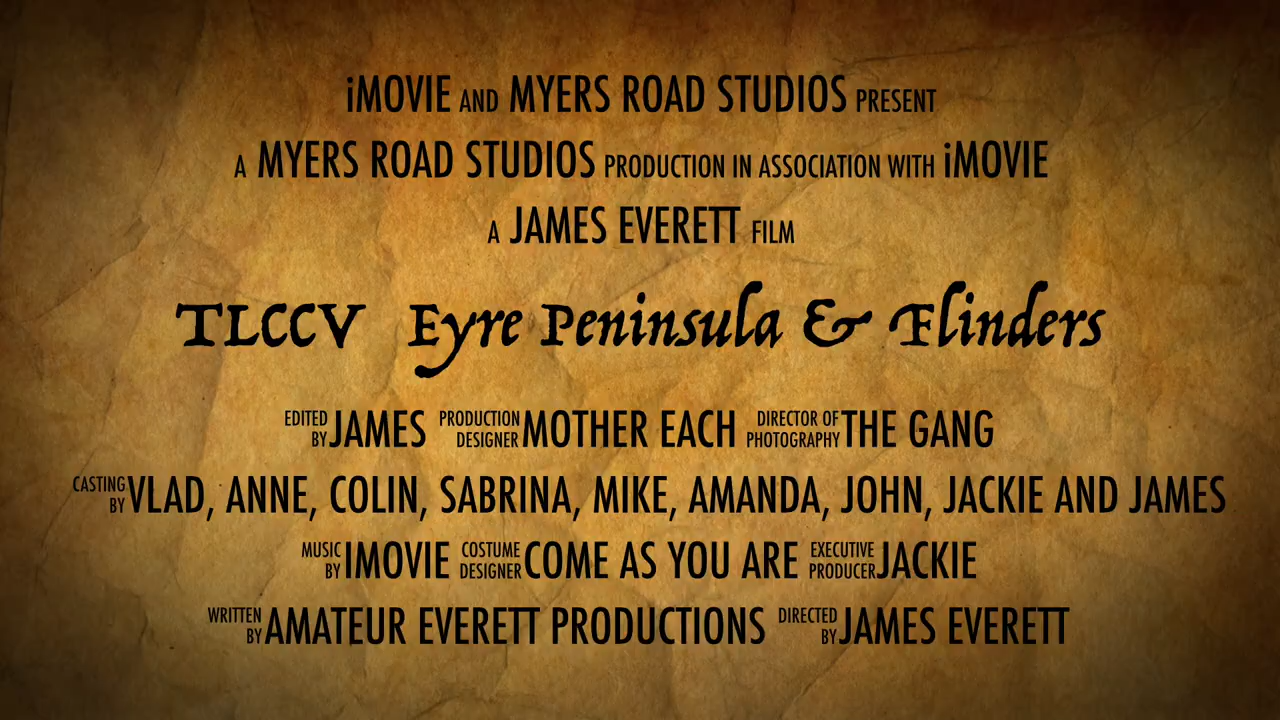 iMOVIE AND MYERS ROAD STUDIOS PRESENT
A MYERS ROAD STUDIOS PRODUCTION IN ASSOCIATION WITH iMOVIE
A JAMES EVERETT FILM
TLCCV Eyre Peninsula & Flinders
EDITED BY JAMES PRODUCTION DESIGNER MOTHER EACH DIRECTOR OF PHOTOGRAPHY THE GANG
CASTING BY VLAD, ANNE, COLIN, SABRINA, MIKE, AMANDA, JOHN, JACKIE AND JAMES
MUSIC BY IMOVIE COSTUME DESIGNER COME AS YOU ARE EXECUTIVE PRODUCER JACKIE
WRITTEN BY AMATEUR EVERETT PRODUCTIONS DIRECTED BY JAMES EVERETT